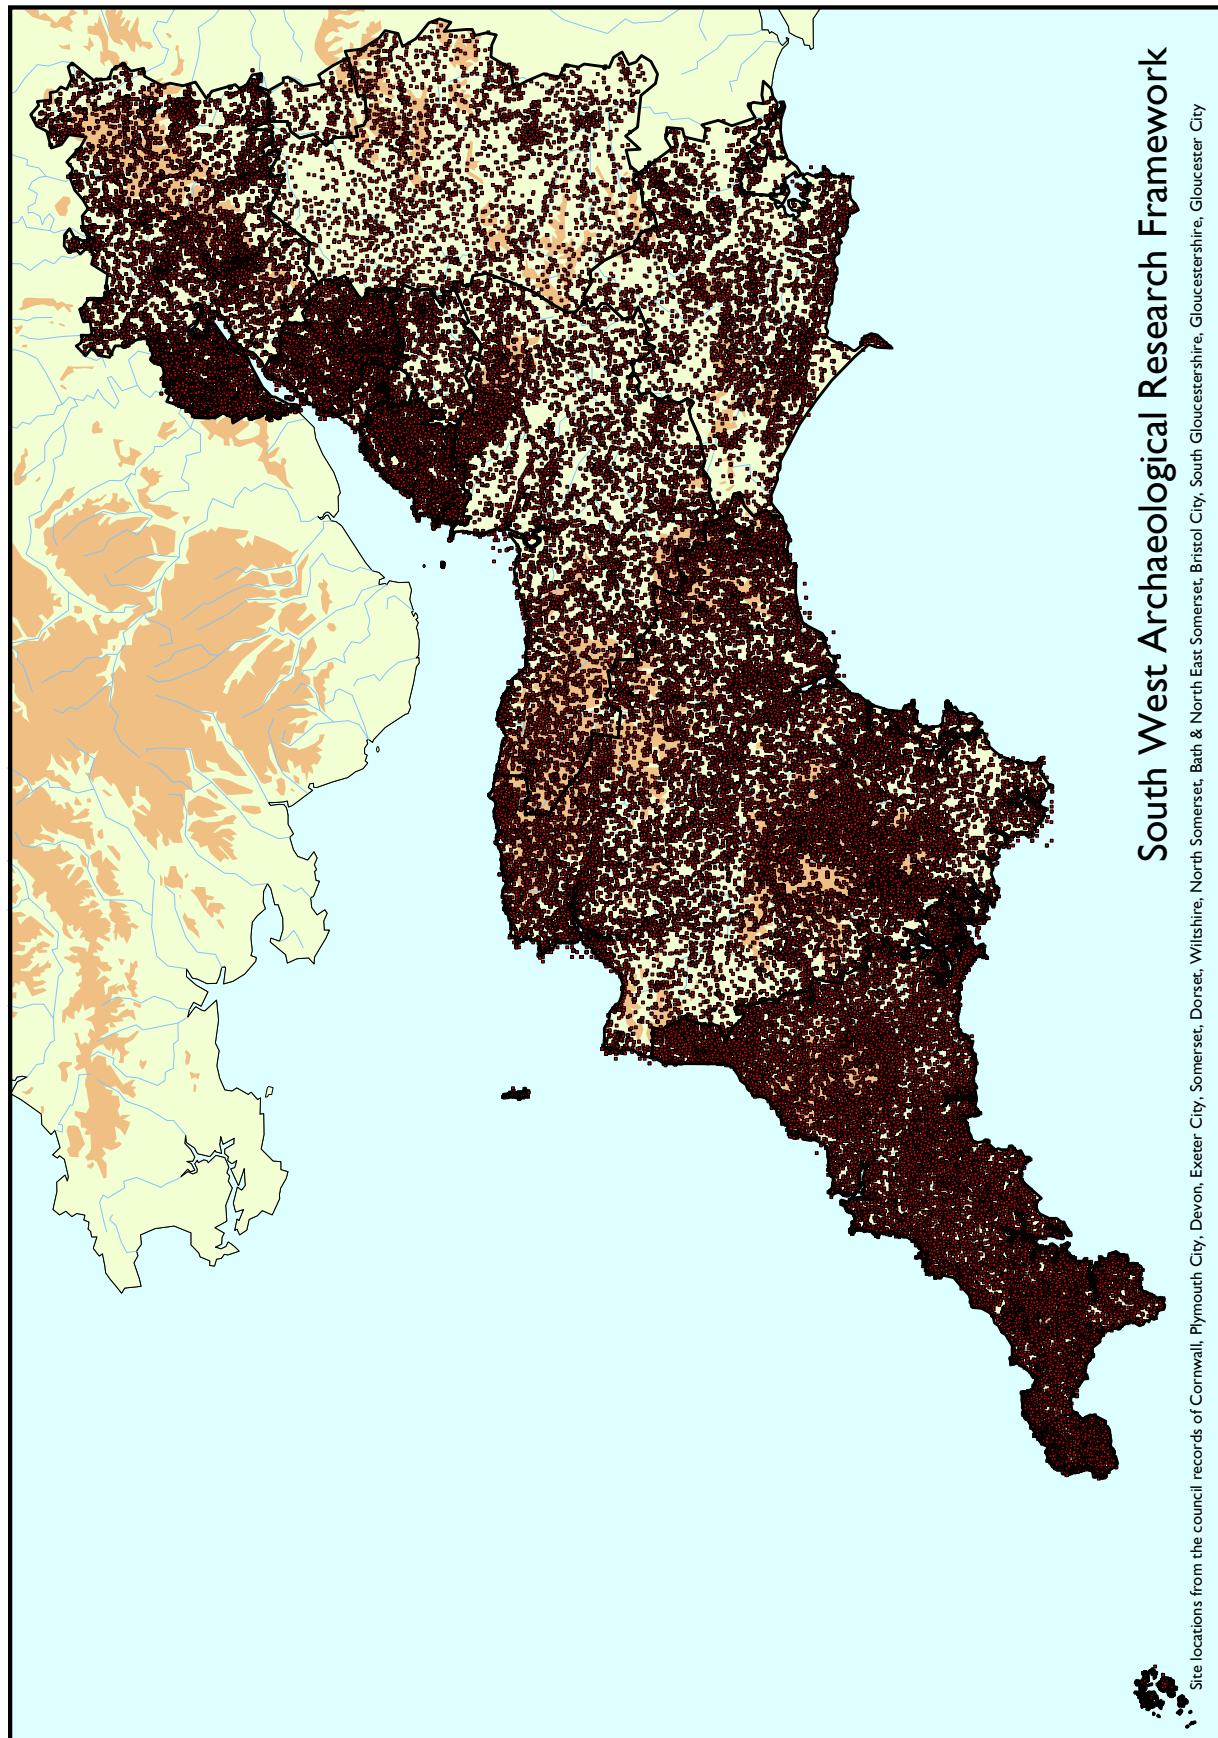 South West Archaeological Research Framework
Site locations from the council records of Cornwall, Plymouth City, Devon, Exeter City, Somerset, Dorset, Wiltshire, North Somerset, Bath & North East Somerset, Bristol City, South Gloucestershire, Gloucestershire, Gloucester City